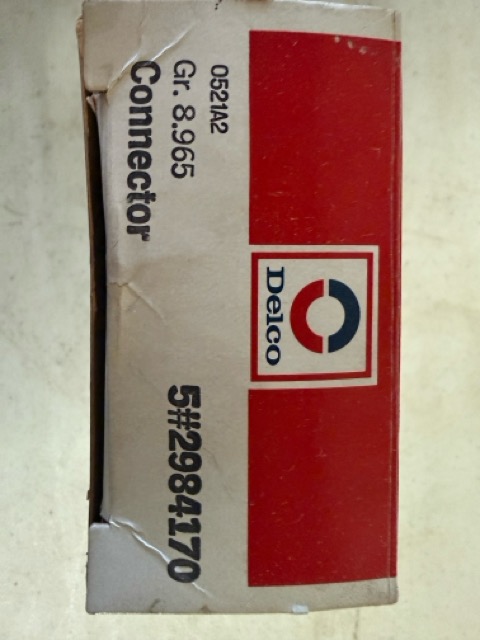 Delco
0521A2
Gr. 8.965
Connector
5#2984170